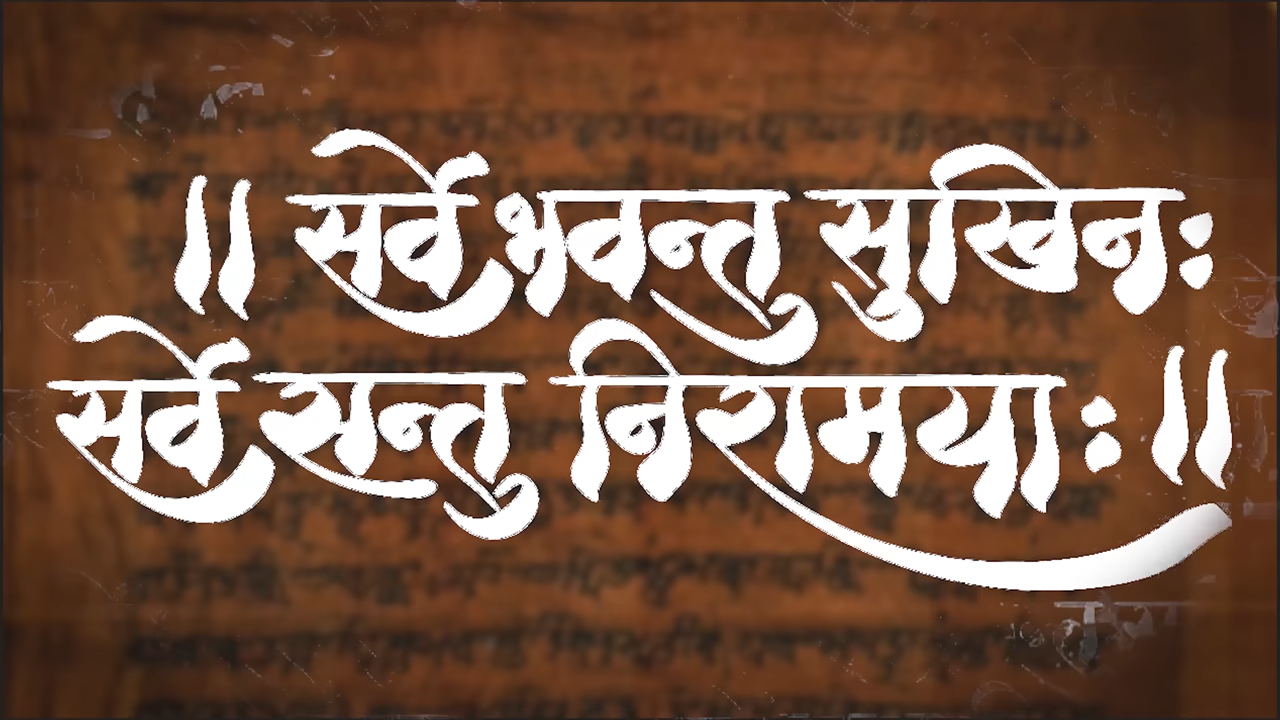 ॥ सर्वे भवन्तु सुखिनः
सर्वे सन्तु निरामयाः ॥